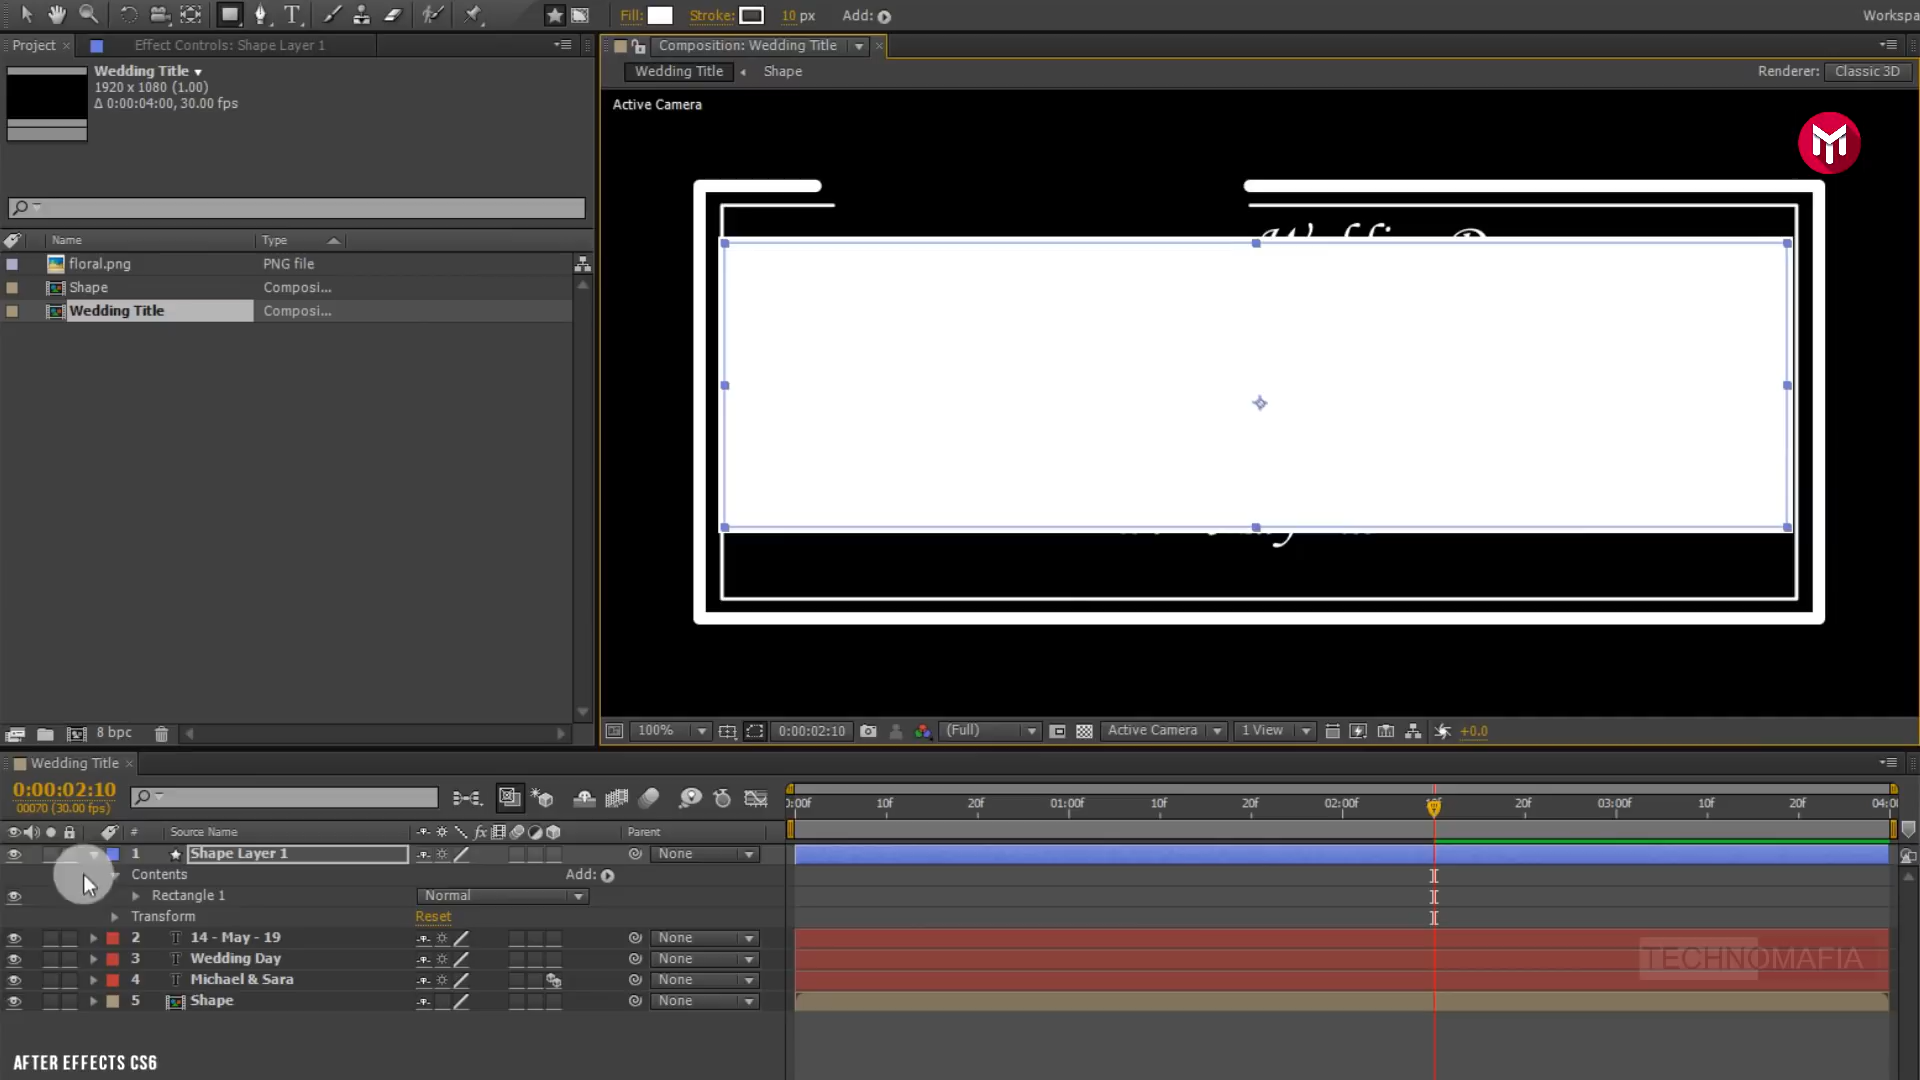 Fill: Stroke: 10 px Add: Workspa
Project × Effect Controls: Shape Layer 1
Composition: Wedding Title ×
Wedding Title
1920 x 1080 (1.00)
Δ 0:00:04:00, 30.00 fps
Wedding Title Shape Renderer: Classic 3D
Active Camera
Name Type
floral.png PNG file
Shape Composi...
Wedding Title Composi...
8 bpc
100% 0:00:02:10 (Full) Active Camera 1 View +0.0
Wedding Title ×
0:00:02:10
00070 (30.00 fps)
0:00f 10f 20f 01:00f 10f 20f 02:00f 20f 03:00f 10f 20f 04:0
# Source Name fx Parent
1 Shape Layer 1 None
Contents Add:
Rectangle 1 Normal
Transform Reset
2 T 14 - May - 19 None
3 T Wedding Day None
4 T Michael & Sara None
5 Shape None
TECHNOMAFIA
AFTER EFFECTS CS6